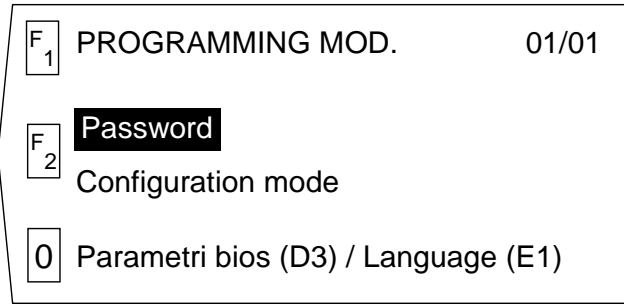 F1 PROGRAMMING MOD. 01/01
F2 Password
Configuration mode
0 Parametri bios (D3) / Language (E1)